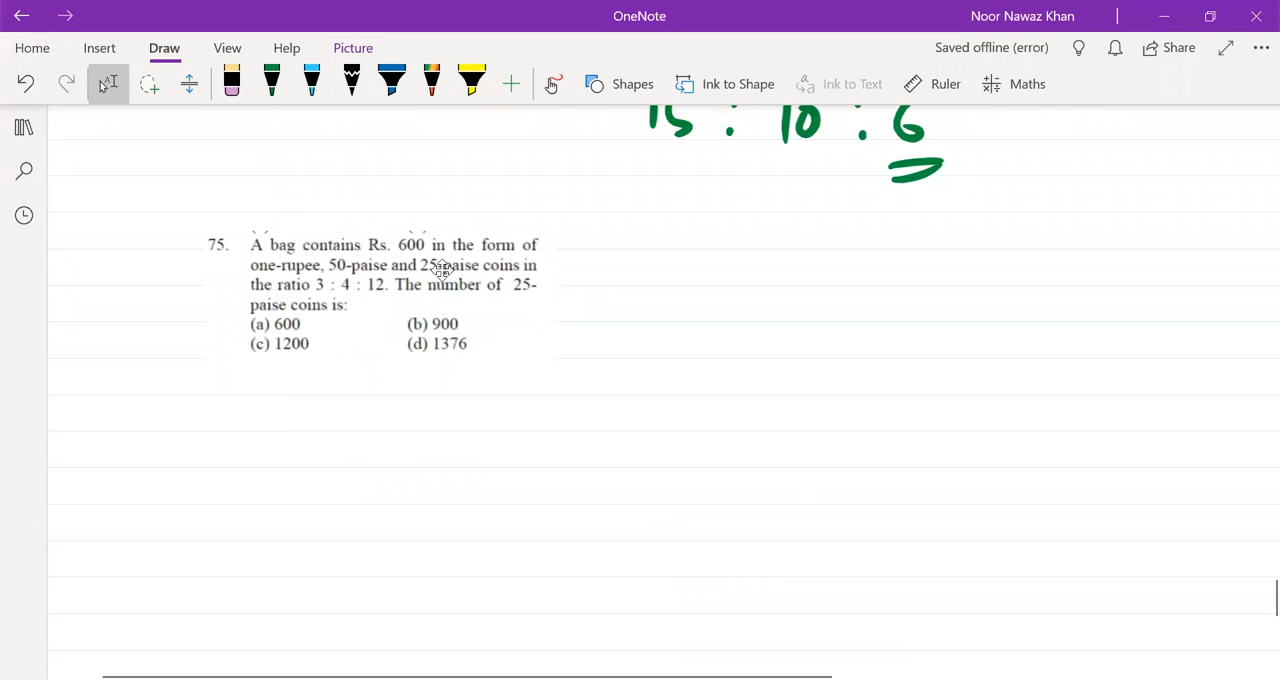 OneNote
Noor Nawaz Khan
Home Insert Draw View Help Picture
Saved offline (error)
Share
Shapes Ink to Shape Ink to Text Ruler Maths
15 : 10 : 6
75. A bag contains Rs. 600 in the form of
one-rupee, 50-paise and 25-paise coins in
the ratio 3 : 4 : 12. The number of 25-
paise coins is:
(a) 600 (b) 900
(c) 1200 (d) 1376